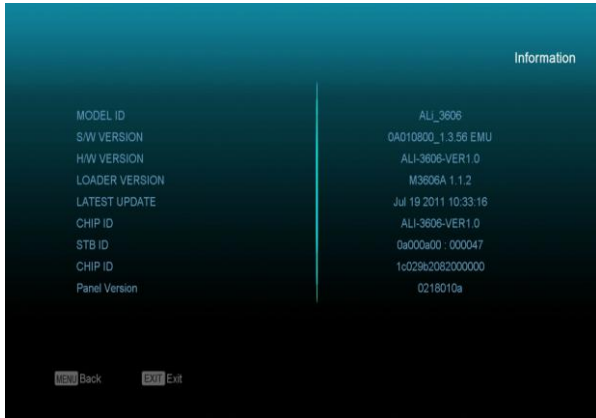 Information
MODEL ID ALi_3606
S/W VERSION 0A010800_1.3.56 EMU
H/W VERSION ALI-3606-VER1.0
LOADER VERSION M3606A 1.1.2
LATEST UPDATE Jul 19 2011 10:33:16
CHIP ID ALI-3606-VER1.0
STB ID 0a000a00 : 000047
CHIP ID 1c029b2082000000
Panel Version 0218010a
MENU Back EXIT Exit